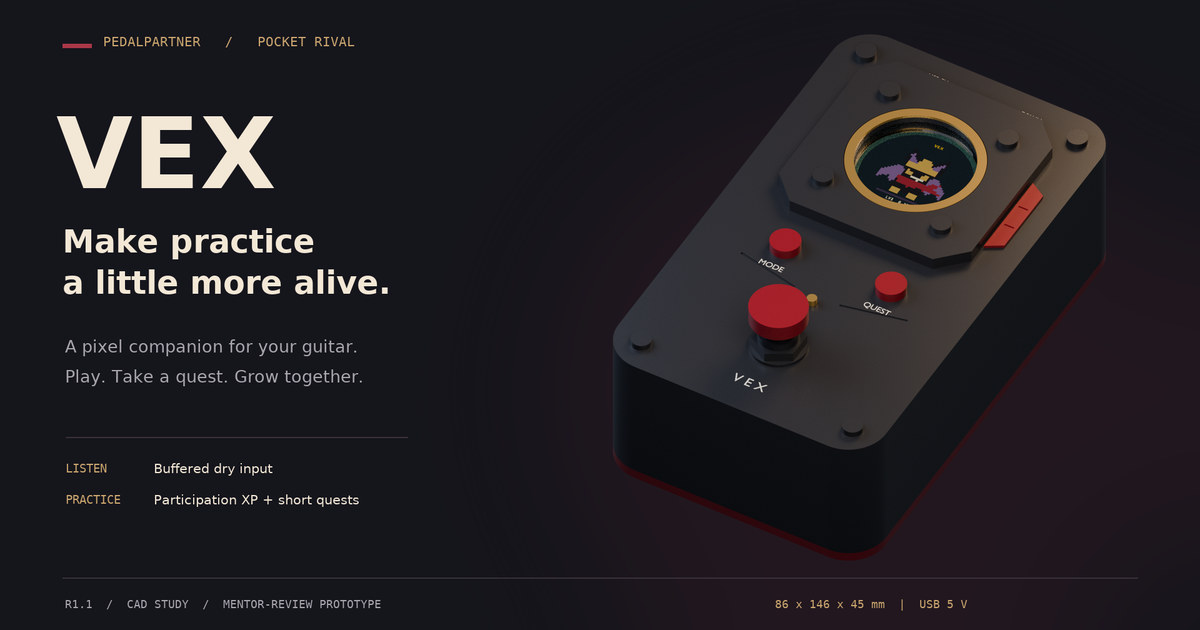 PEDALPARTNER / POCKET RIVAL
VEX
Make practice
a little more alive.
A pixel companion for your guitar.
Play. Take a quest. Grow together.
LISTEN Buffered dry input
PRACTICE Participation XP + short quests
VEX
MODE
QUEST
VEX
R1.1 / CAD STUDY / MENTOR-REVIEW PROTOTYPE
86 x 146 x 45 mm | USB 5 V